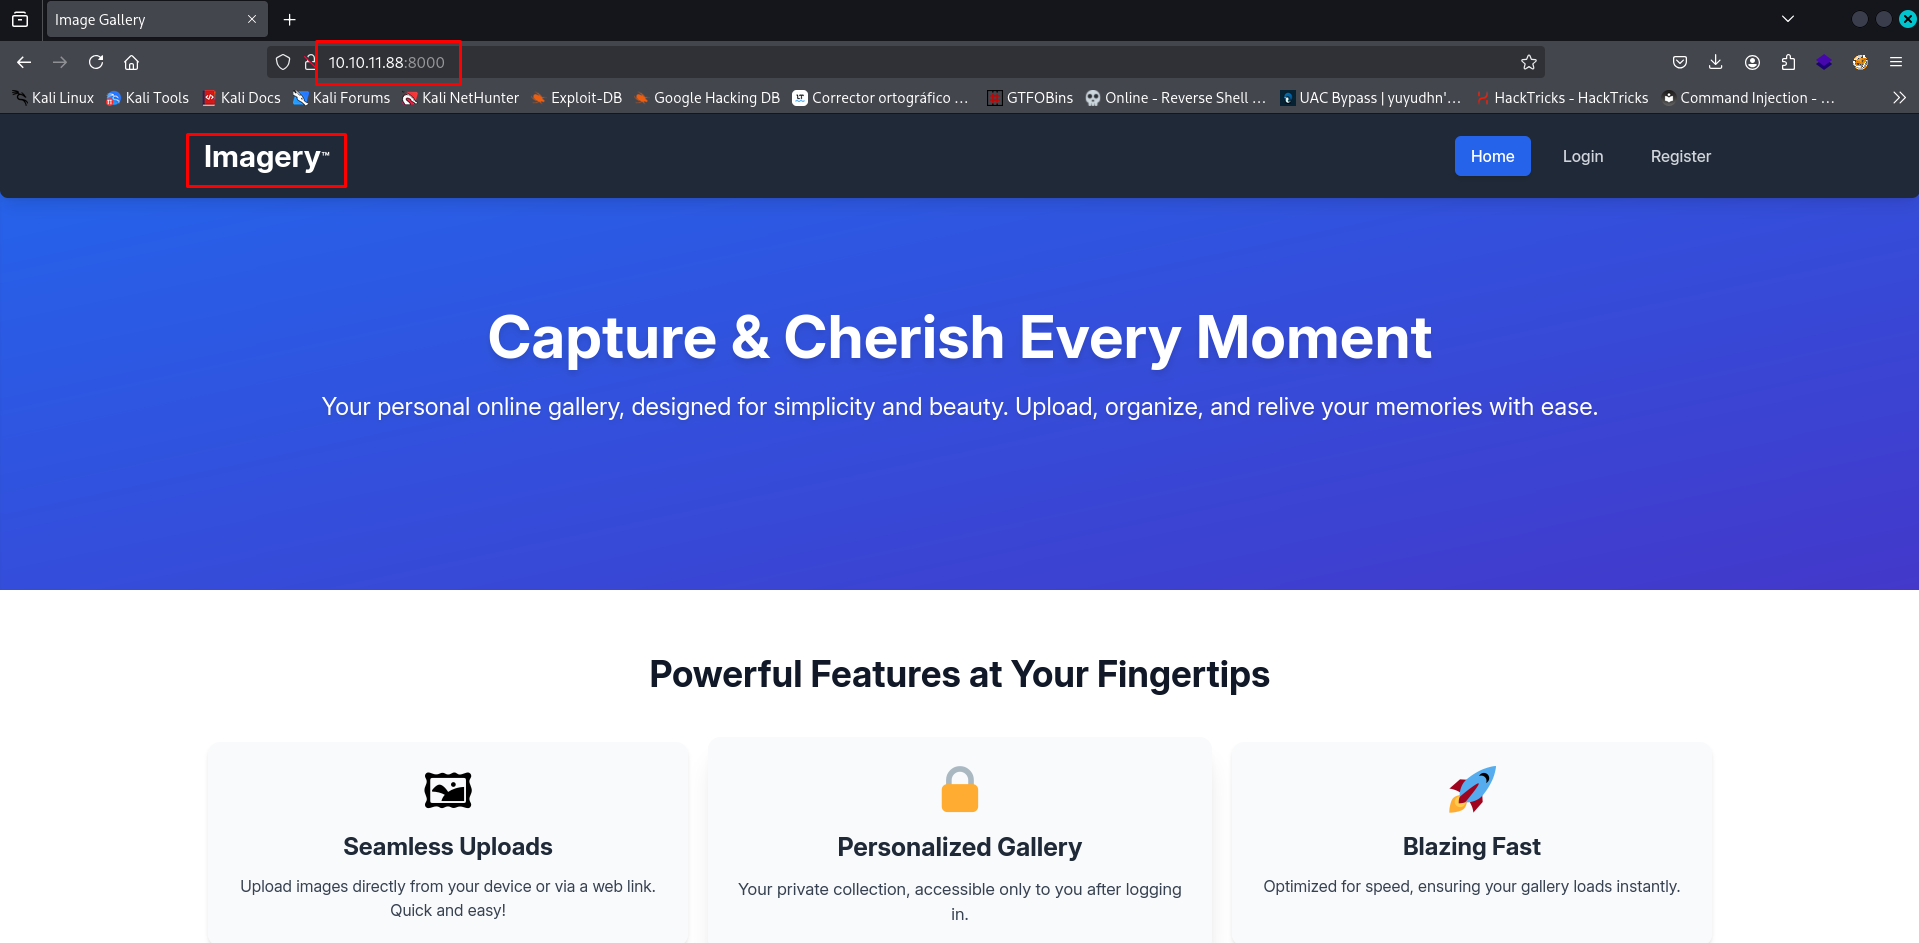 Image Gallery
10.10.11.88:8000
Kali Linux Kali Tools Kali Docs Kali Forums Kali NetHunter Exploit-DB Google Hacking DB Corrector ortográfico ... GTFOBins Online - Reverse Shell ... UAC Bypass | yuyudhn'... HackTricks - HackTricks Command Injection - ...
Imagery™ Home Login Register
Capture & Cherish Every Moment
Your personal online gallery, designed for simplicity and beauty. Upload, organize, and relive your memories with ease.
Powerful Features at Your Fingertips
Seamless Uploads
Upload images directly from your device or via a web link.
Quick and easy!
Personalized Gallery
Your private collection, accessible only to you after logging
in.
Blazing Fast
Optimized for speed, ensuring your gallery loads instantly.